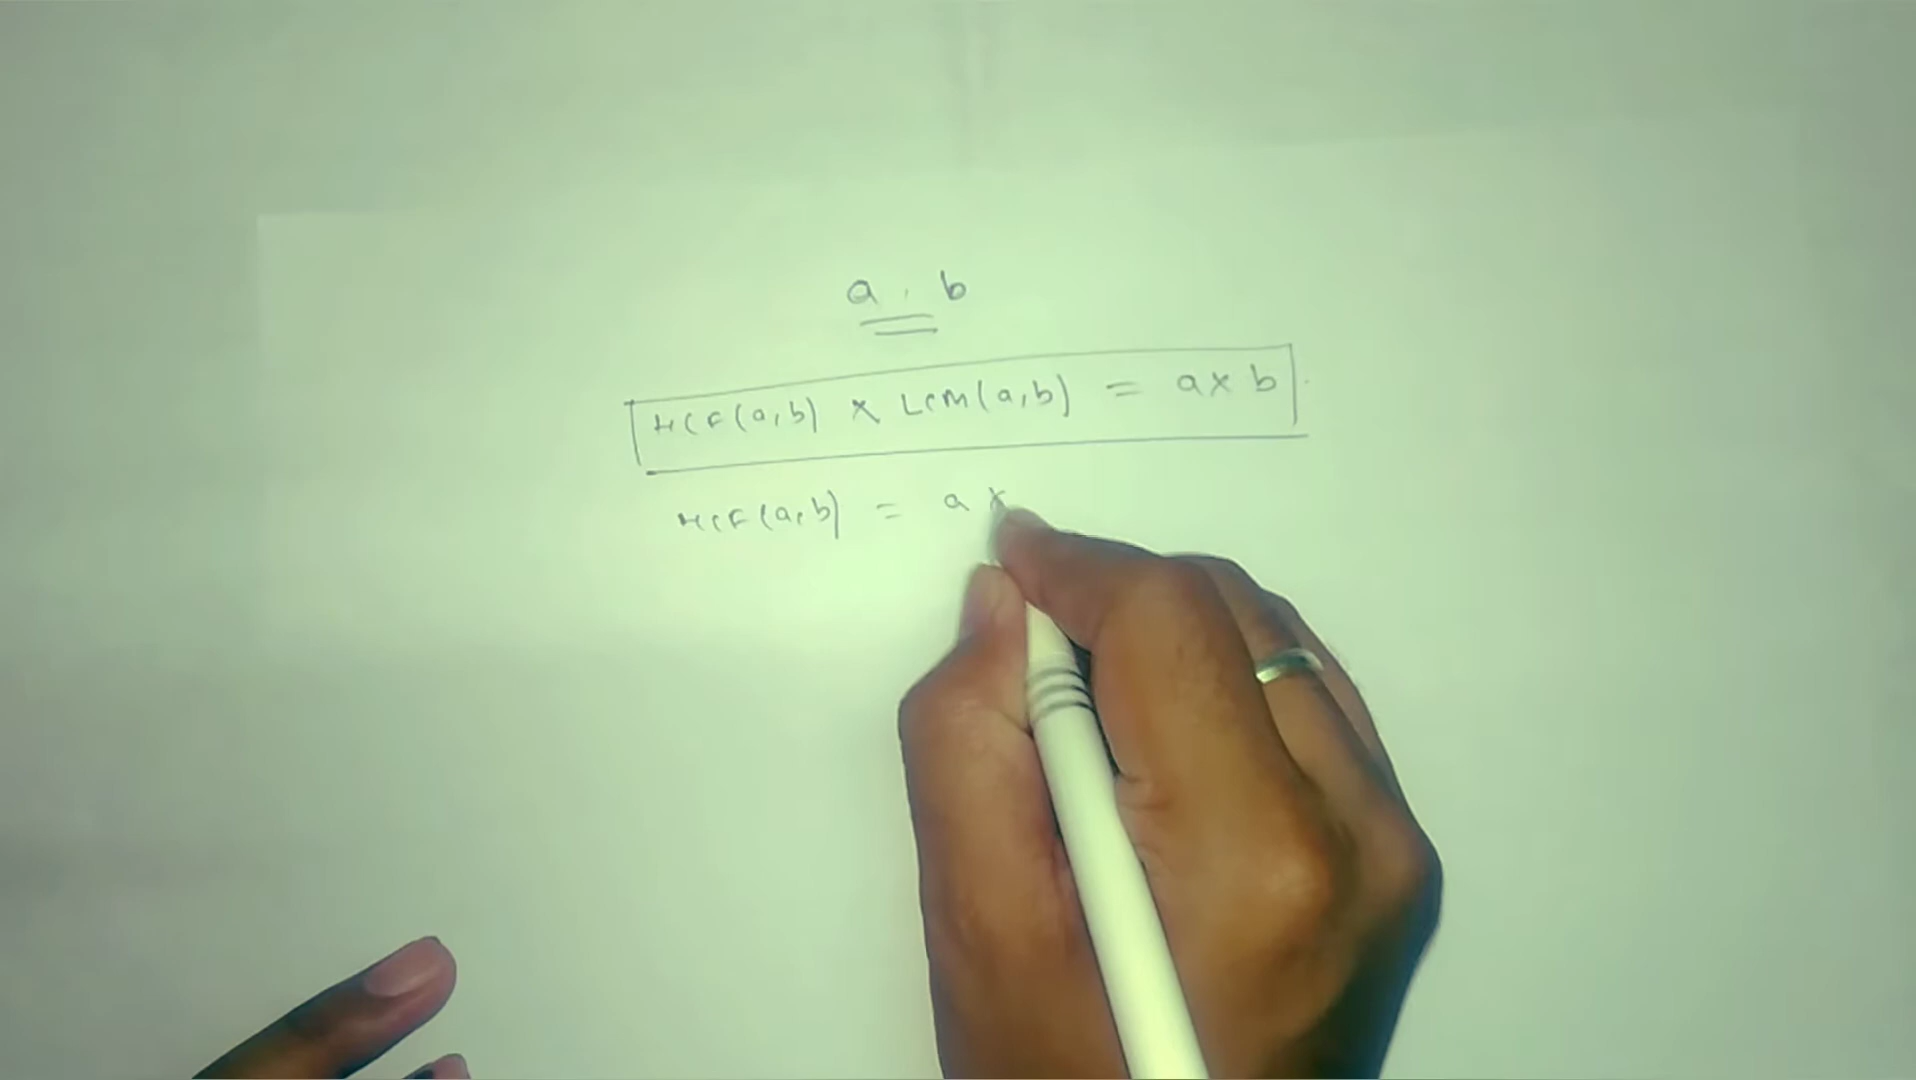 a, b
HCF(a,b) × LCM(a,b) = a× b
HCF(a,b) = a ×